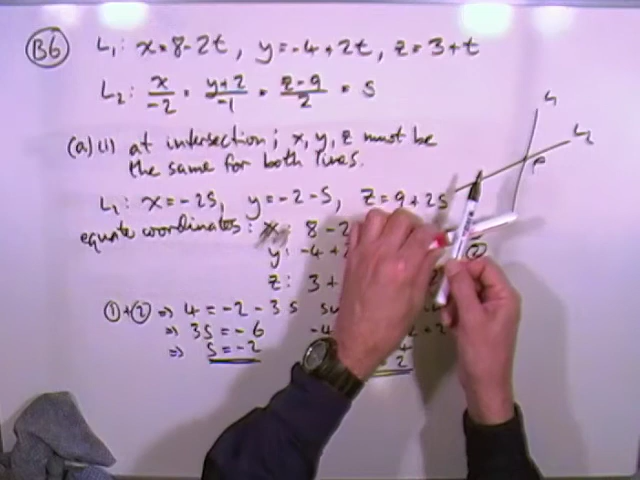 B6 L₁: x = 8 - 2t, y = -4 + 2t, z = 3 + t
L₂: x/-2 = (y+2)/-1 = (z-9)/2 = s
(a)(i) at intersection; x, y, z must be
the same for both lines.
L₁: x = -2s, y = -2 - s, z = 9 + 2s
equate coordinates: x: 8 - 2
y: -4 +
②
z: 3 +
① + ② ⇒ 4 = -2 - 3s
⇒ 3s = -6
⇒ s = -2
L₁
L₂
P